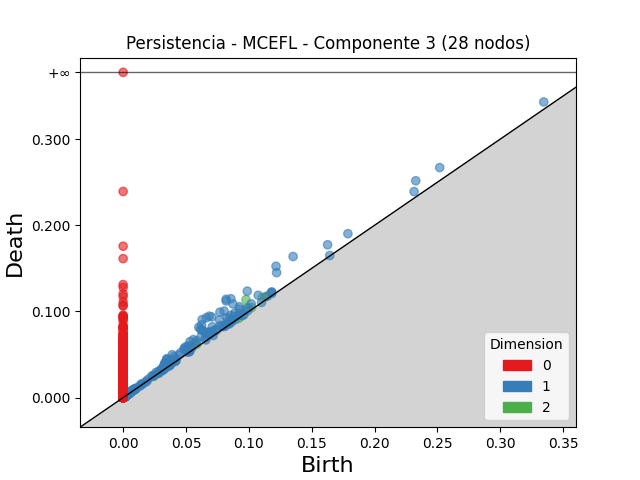 Persistencia - MCEFL - Componente 3 (28 nodos)
+∞
0.300
0.200
0.100
0.000
Death
0.00 0.05 0.10 0.15 0.20 0.25 0.30 0.35
Birth
Dimension
0
1
2